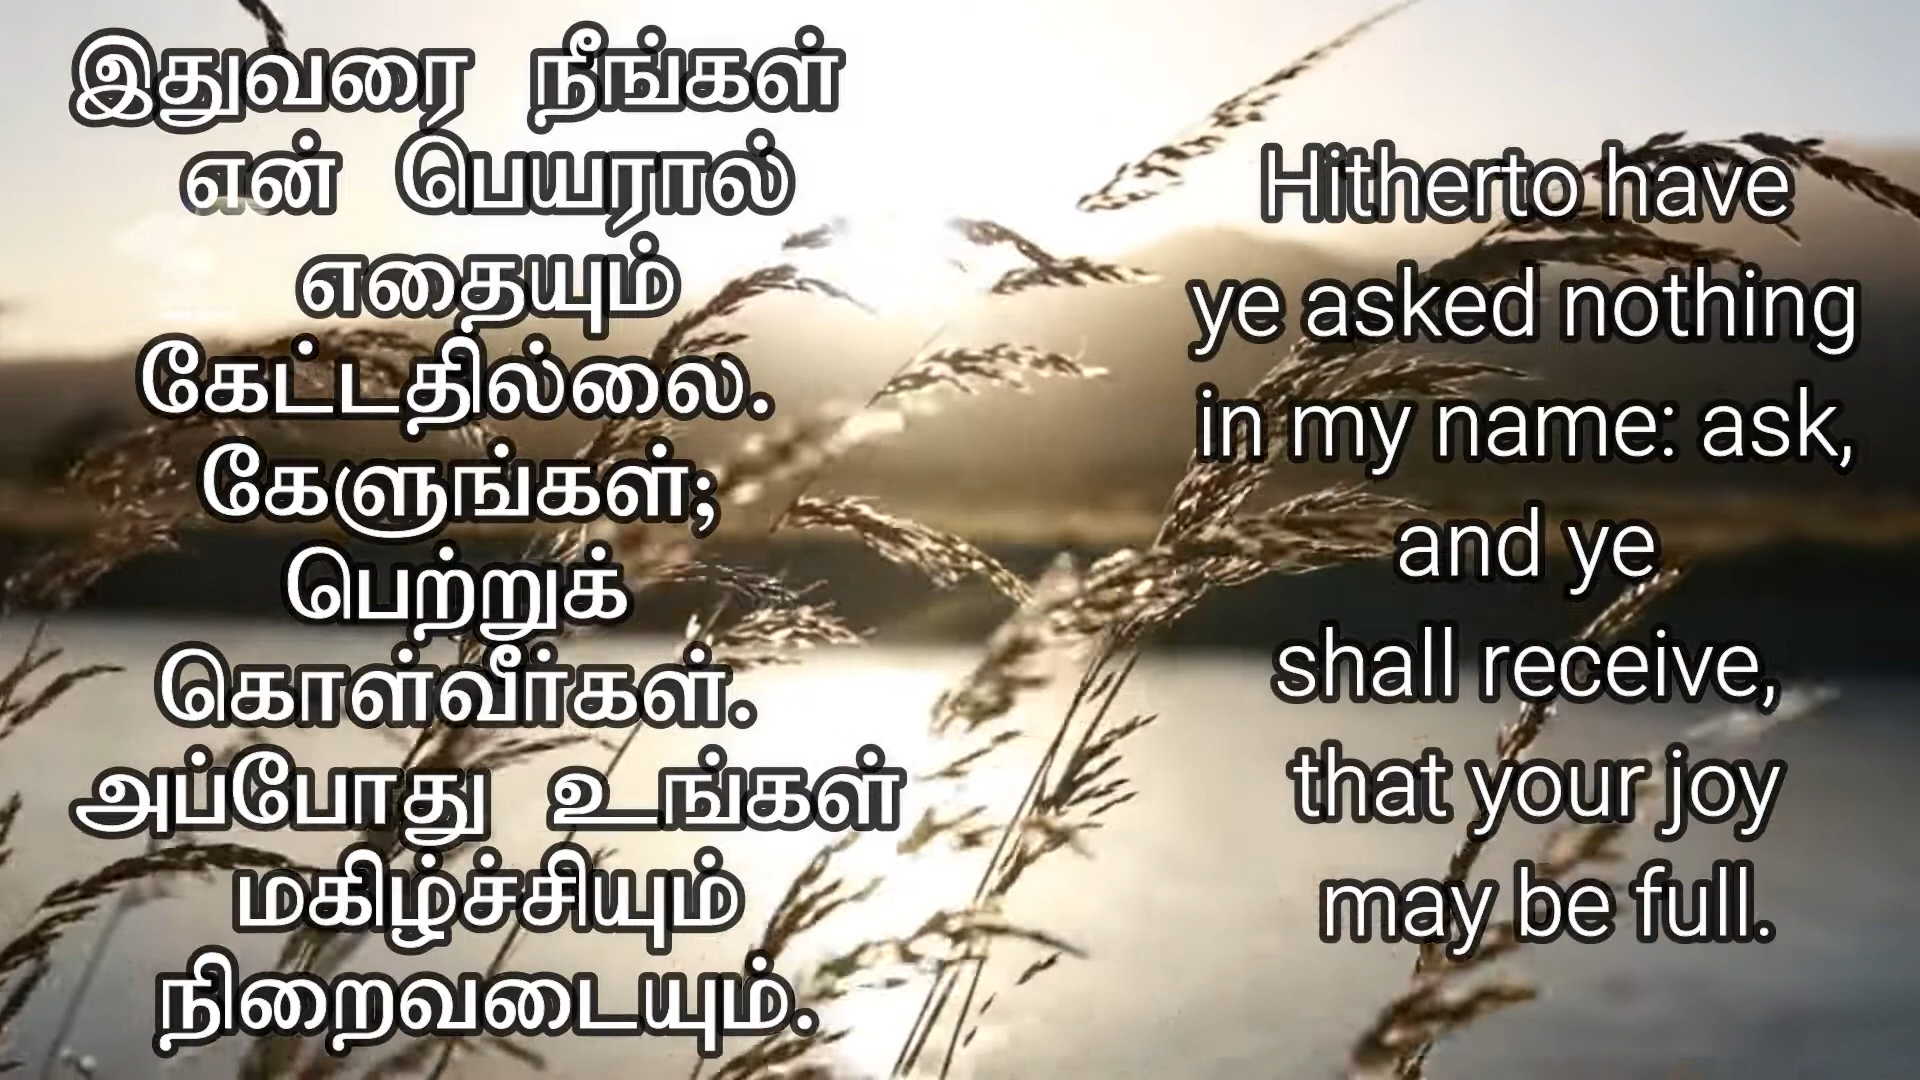 இதுவரை நீங்கள்
என் பெயரால்
எதையும்
கேட்டதில்லை.
கேளுங்கள்;
பெற்றுக்
கொள்வீர்கள்.
அப்போது உங்கள்
மகிழ்ச்சியும்
நிறைவடையும்.
Hitherto have
ye asked nothing
in my name: ask,
and ye
shall receive,
that your joy
may be full.